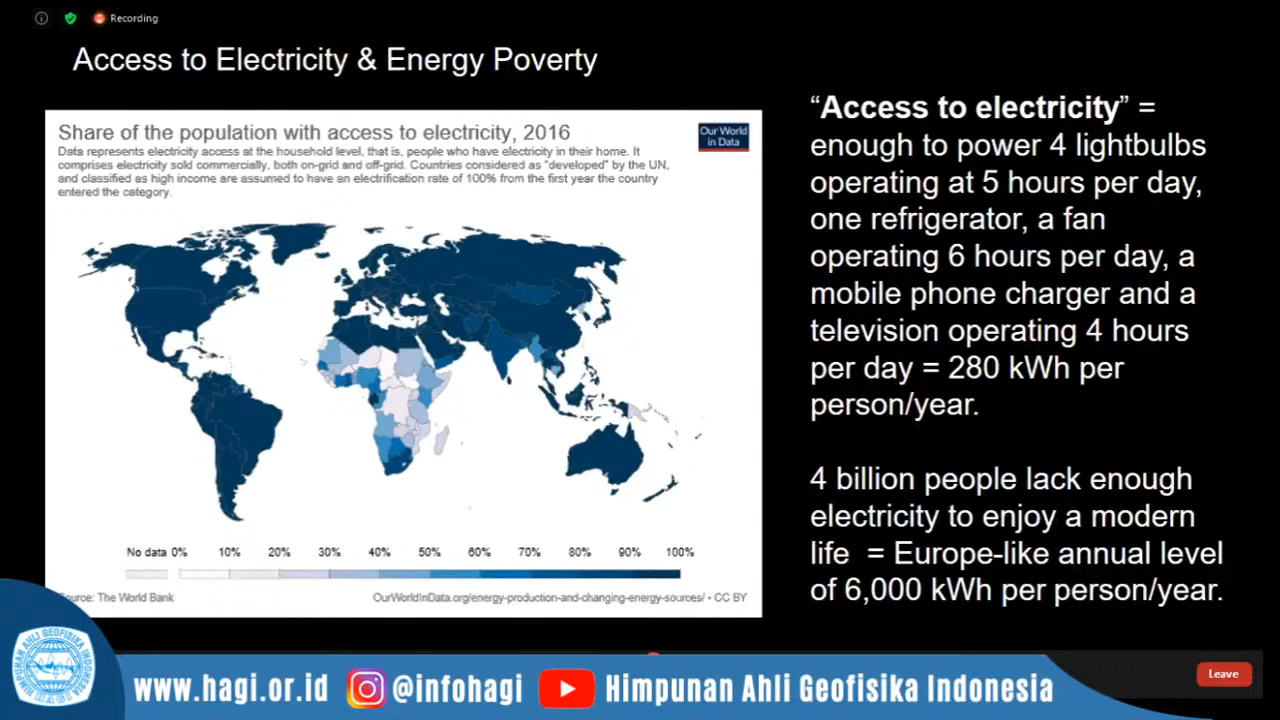 Recording
Access to Electricity & Energy Poverty
Share of the population with access to electricity, 2016
Our World
in Data
Data represents electricity access at the household level, that is, people who have electricity in their home. It
comprises electricity sold commercially, both on-grid and off-grid. Countries considered as "developed" by the UN,
and classified as high income are assumed to have an electrification rate of 100% from the first year the country
entered the category.
No data 0% 10% 20% 30% 40% 50% 60% 70% 80% 90% 100%
Source: The World Bank
OurWorldInData.org/energy-production-and-changing-energy-sources/ • CC BY
“Access to electricity” =
enough to power 4 lightbulbs
operating at 5 hours per day,
one refrigerator, a fan
operating 6 hours per day, a
mobile phone charger and a
television operating 4 hours
per day = 280 kWh per
person/year.
4 billion people lack enough
electricity to enjoy a modern
life = Europe-like annual level
of 6,000 kWh per person/year.
HIMPUNAN AHLI GEOFISIKA INDONESIA
www.hagi.or.id
@infohagi
Himpunan Ahli Geofisika Indonesia
Leave